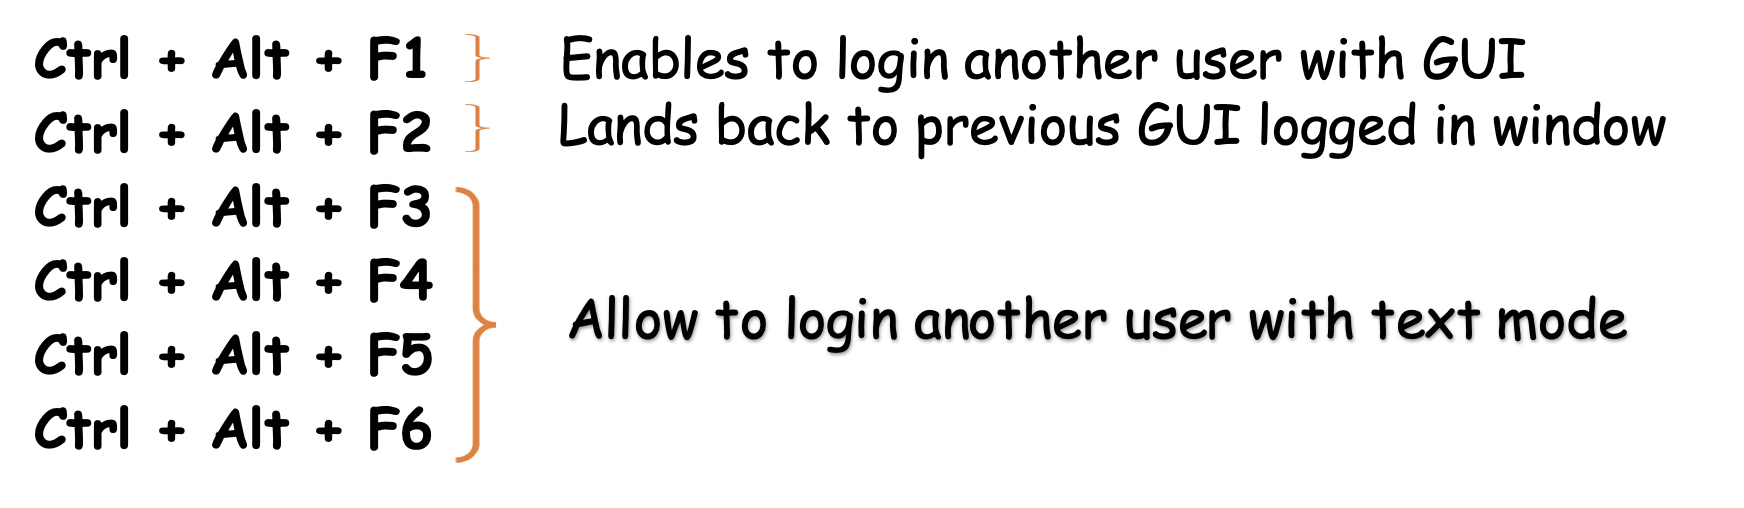 Ctrl + Alt + F1 } Enables to login another user with GUI
Ctrl + Alt + F2 } Lands back to previous GUI logged in window
Ctrl + Alt + F3
Ctrl + Alt + F4
Allow to login another user with text mode
Ctrl + Alt + F5
Ctrl + Alt + F6